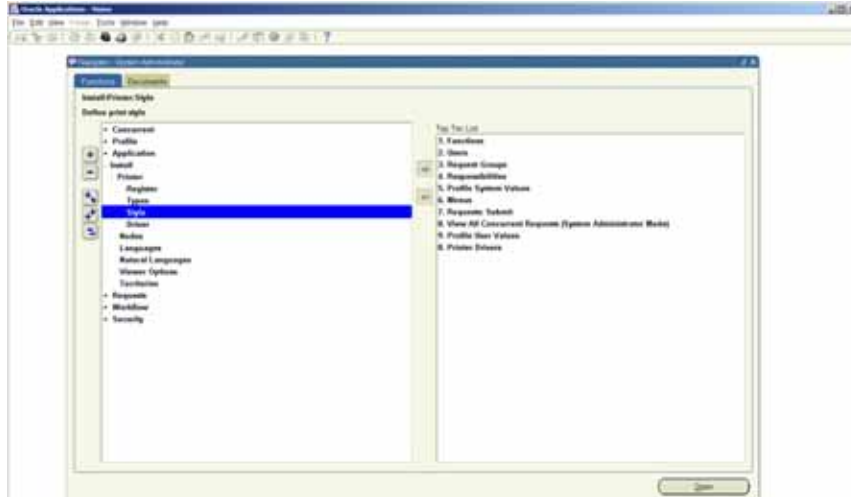 Oracle Applications - Home
File Edit View Tools Window Help
Navigator - System Administrator
Functions Documents
Install:Printer:Style
Define print style
+ Concurrent
+ Profile
+ Application
- Install
Printer
Register
Types
Style
Driver
Nodes
Languages
Natural Languages
Viewer Options
Territories
+ Requests
+ Workflow
+ Security
Top Ten List
1. Functions
2. Users
3. Request Groups
4. Responsibilities
5. Profile System Values
6. Menus
7. Requests: Submit
8. View All Concurrent Requests (System Administrator Mode)
9. Profile User Values
0. Printer Drivers
Open